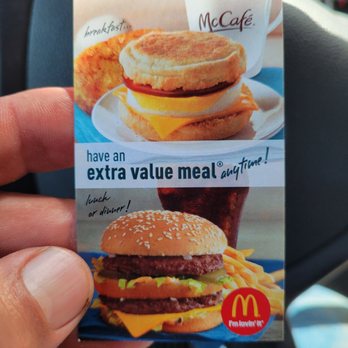 breakfast...
McCafé®
have an
extra value meal® anytime!
lunch
or dinner!
i'm lovin' it®